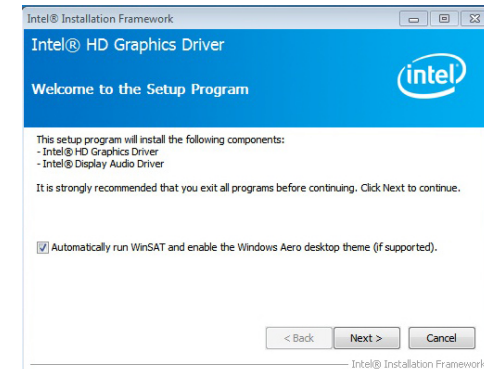 Intel® Installation Framework
Intel® HD Graphics Driver
intel
Welcome to the Setup Program
This setup program will install the following components:
- Intel® HD Graphics Driver
- Intel® Display Audio Driver
It is strongly recommended that you exit all programs before continuing. Click Next to continue.
Automatically run WinSAT and enable the Windows Aero desktop theme (if supported).
< Back Next > Cancel
Intel® Installation Framework